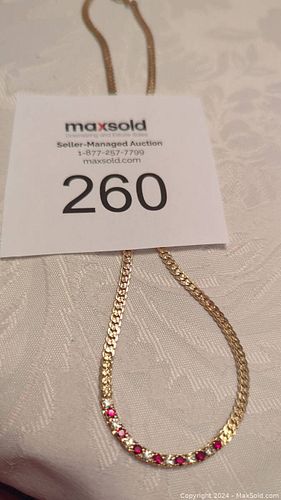 maxsold
Downsizing and Estate Sales
Seller-Managed Auction
1-877-257-7799
maxsold.com
260
Copyright 2024 - MaxSold.com